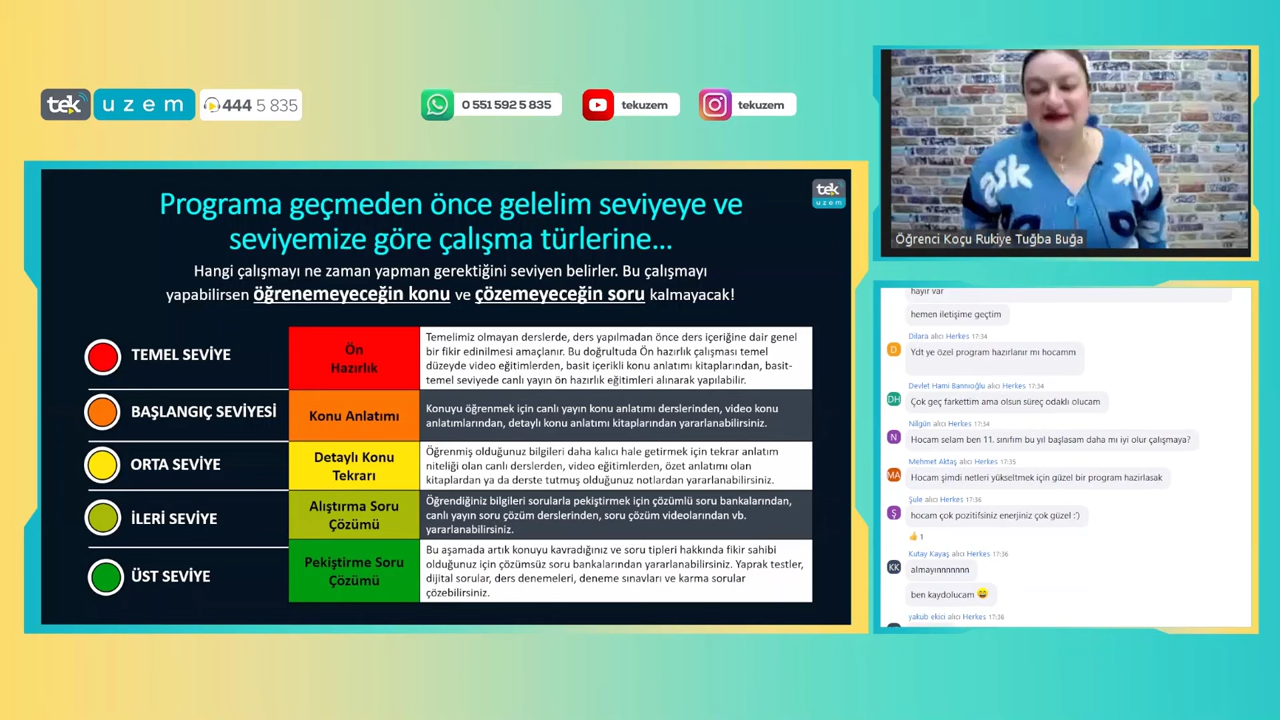 tek
uzem
444 5 835
0 551 592 5 835
tekuzem
tekuzem
Programa geçmeden önce gelelim seviyeye ve
seviyemize göre çalışma türlerine...
tek
uzem
Hangi çalışmayı ne zaman yapman gerektiğini seviyen belirler. Bu çalışmayı
yapabilirsen öğrenemeyeceğin konu ve çözemeyeceğin soru kalmayacak!
TEMEL SEVİYE
Ön
Hazırlık
Temelimiz olmayan derslerde, ders yapılmadan önce ders içeriğine dair genel
bir fikir edinilmesi amaçlanır. Bu doğrultuda Ön hazırlık çalışması temel
düzeyde video eğitimlerden, basit içerikli konu anlatımı kitaplarından, basit-
temel seviyede canlı yayın ön hazırlık eğitimleri alınarak yapılabilir.
BAŞLANGIÇ SEVİYESİ
Konu Anlatımı
Konuyu öğrenmek için canlı yayın konu anlatımı derslerinden, video konu
anlatımlarından, detaylı konu anlatımı kitaplarından yararlanabilirsiniz.
ORTA SEVİYE
Detaylı Konu
Tekrarı
Öğrenmiş olduğunuz bilgileri daha kalıcı hale getirmek için tekrar anlatım
niteliği olan canlı derslerden, video eğitimlerden, özet anlatımı olan
kitaplardan ya da derste tutmuş olduğunuz notlardan yararlanabilirsiniz.
İLERİ SEVİYE
Alıştırma Soru
Çözümü
Öğrendiğiniz bilgileri sorularla pekiştirmek için çözümlü soru bankalarından,
canlı yayın soru çözüm derslerinden, soru çözüm videolarından vb.
yararlanabilirsiniz.
ÜST SEVİYE
Pekiştirme Soru
Çözümü
Bu aşamada artık konuyu kavradığınız ve soru tipleri hakkında fikir sahibi
olduğunuz için çözümsüz soru bankalarından yararlanabilirsiniz. Yaprak testler,
dijital sorular, ders denemeleri, deneme sınavları ve karma sorular
çözebilirsiniz.
Öğrenci Koçu Rukiye Tuğba Buğa
hayır var
hemen iletişime geçtim
Dilara alıcı Herkes 17:34
D
Ydt ye özel program hazırlanır mı hocamm
Devlet Hami Bannıoğlu alıcı Herkes 17:34
DH
Çok geç farkettim ama olsun süreç odaklı olucam
Nilgün alıcı Herkes 17:34
N
Hocam selam ben 11. sınıfım bu yıl başlasam daha mı iyi olur çalışmaya?
Mehmet Aktaş alıcı Herkes 17:35
MA
Hocam şimdi netleri yükseltmek için güzel bir program hazırlasak
Şule alıcı Herkes 17:36
Ş
hocam çok pozitifsiniz enerjiniz çok güzel :')
1
Kutay Kayaş alıcı Herkes 17:36
KK
almayınnnnnnn
ben kaydolucam
yakub ekici alıcı Herkes 17:36